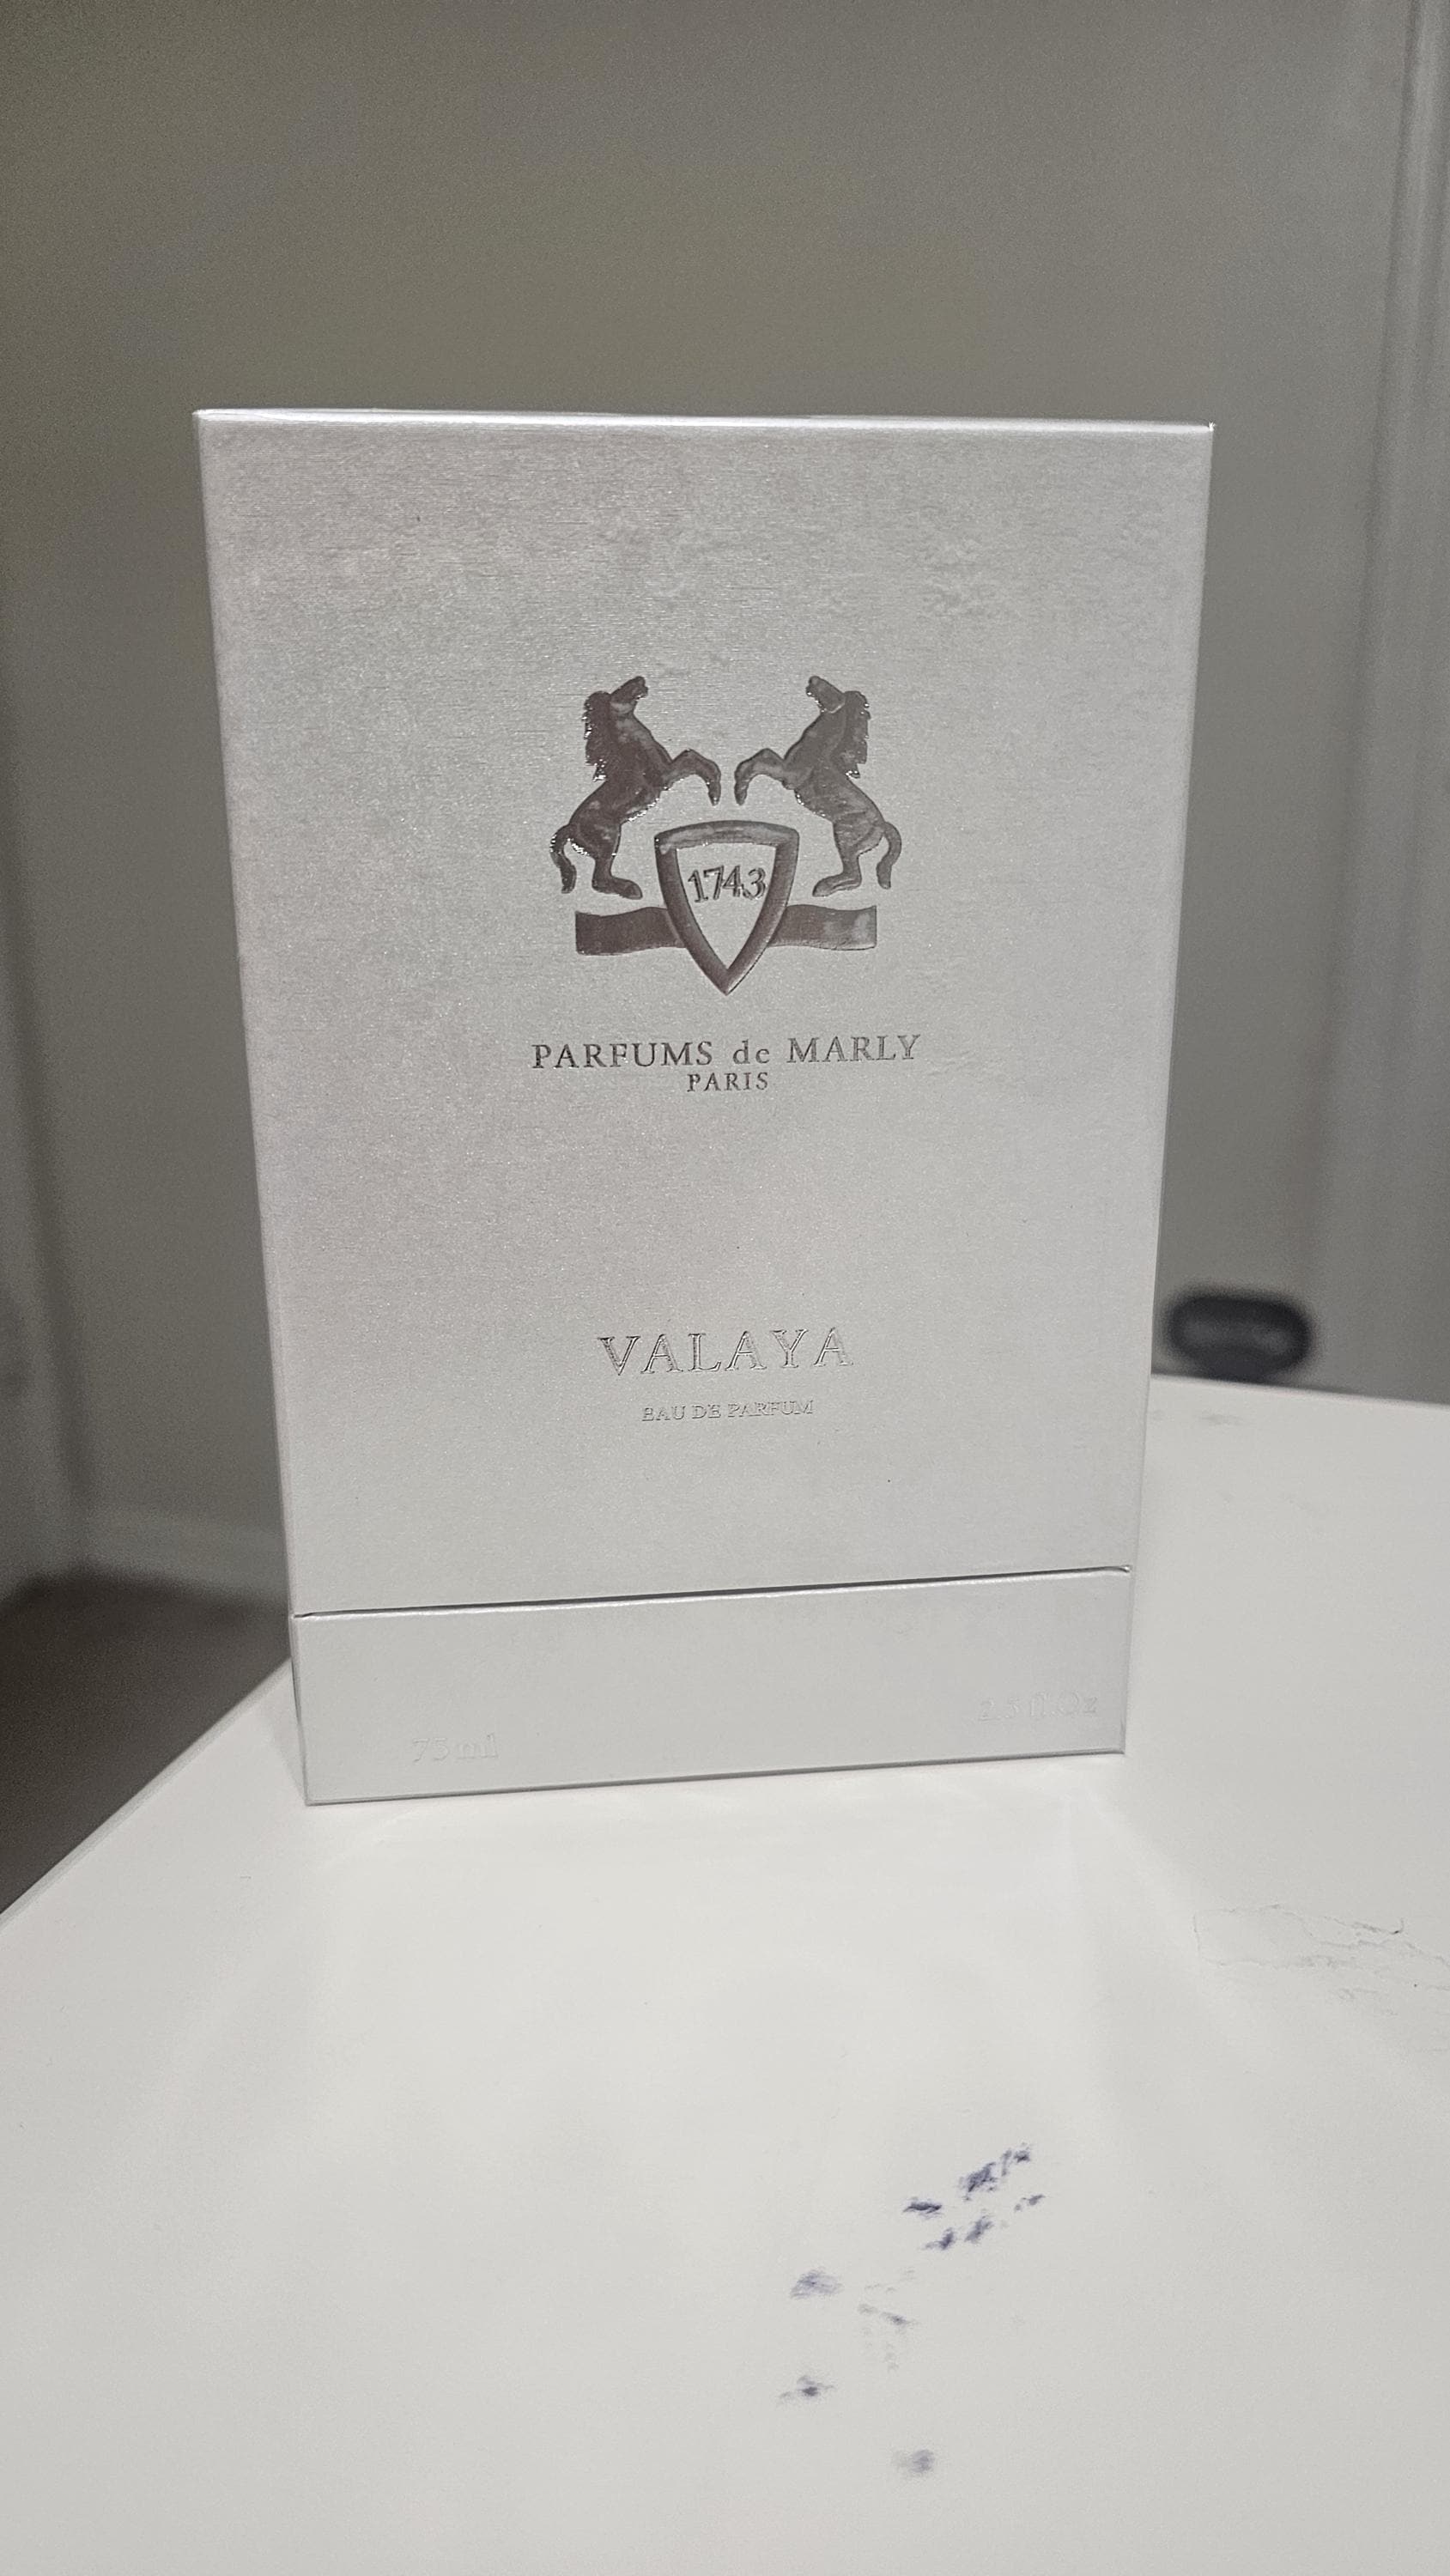 1743
PARFUMS de MARLY
PARIS
VALAYA
EAU DE PARFUM
75 ml
2.5 fl.Oz